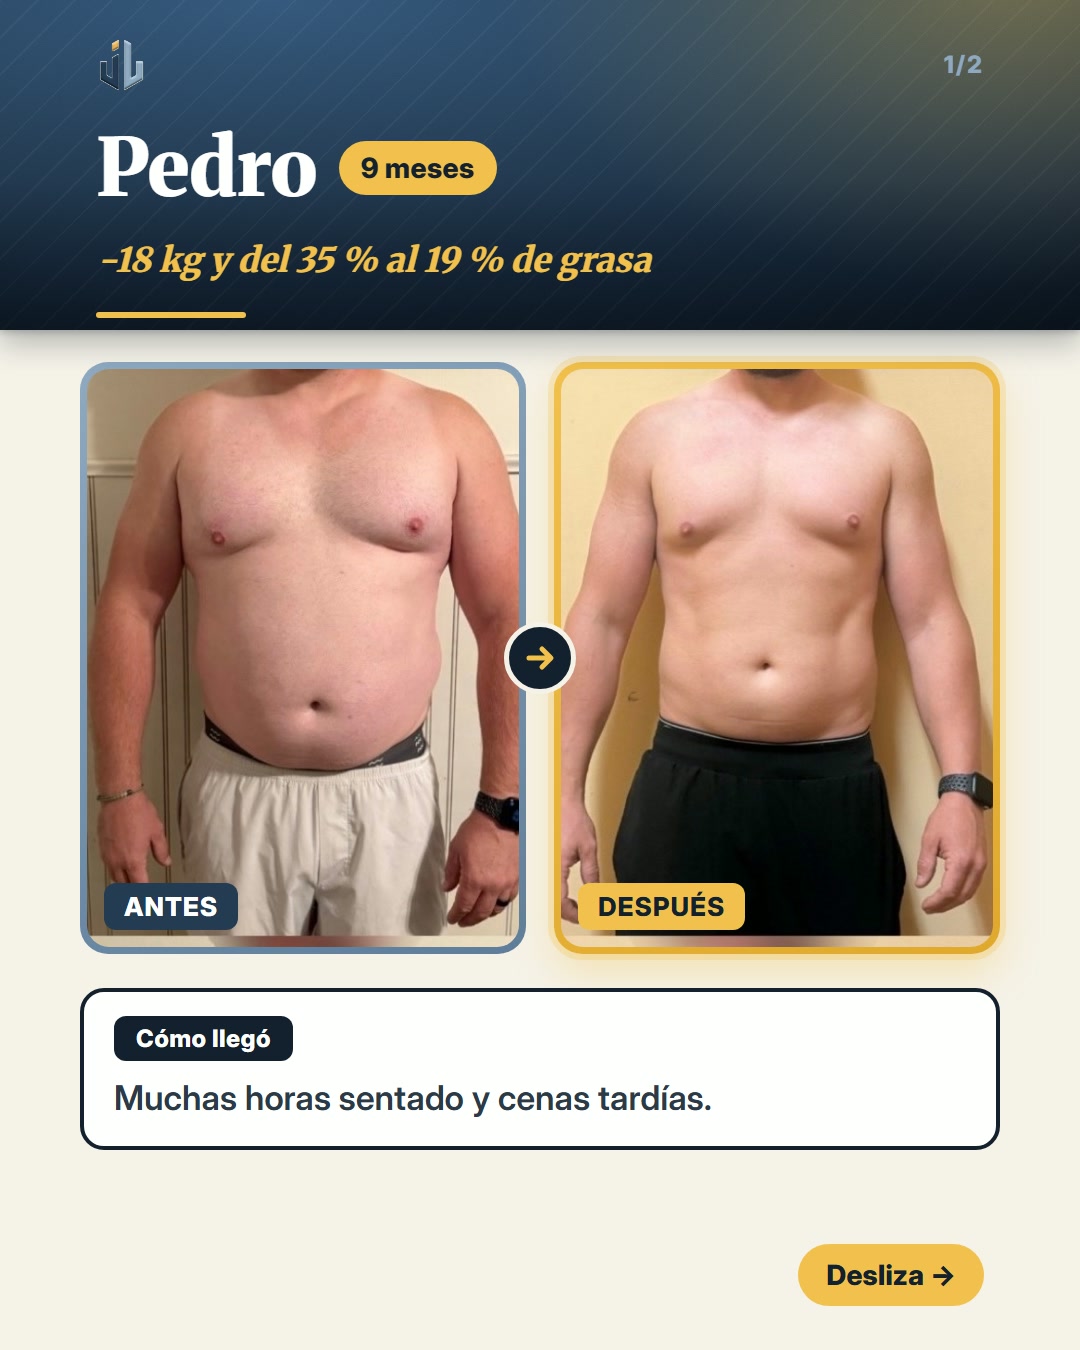 1/2
Pedro 9 meses
–18 kg y del 35 % al 19 % de grasa
ANTES
DESPUÉS
Cómo llegó
Muchas horas sentado y cenas tardías.
Desliza →